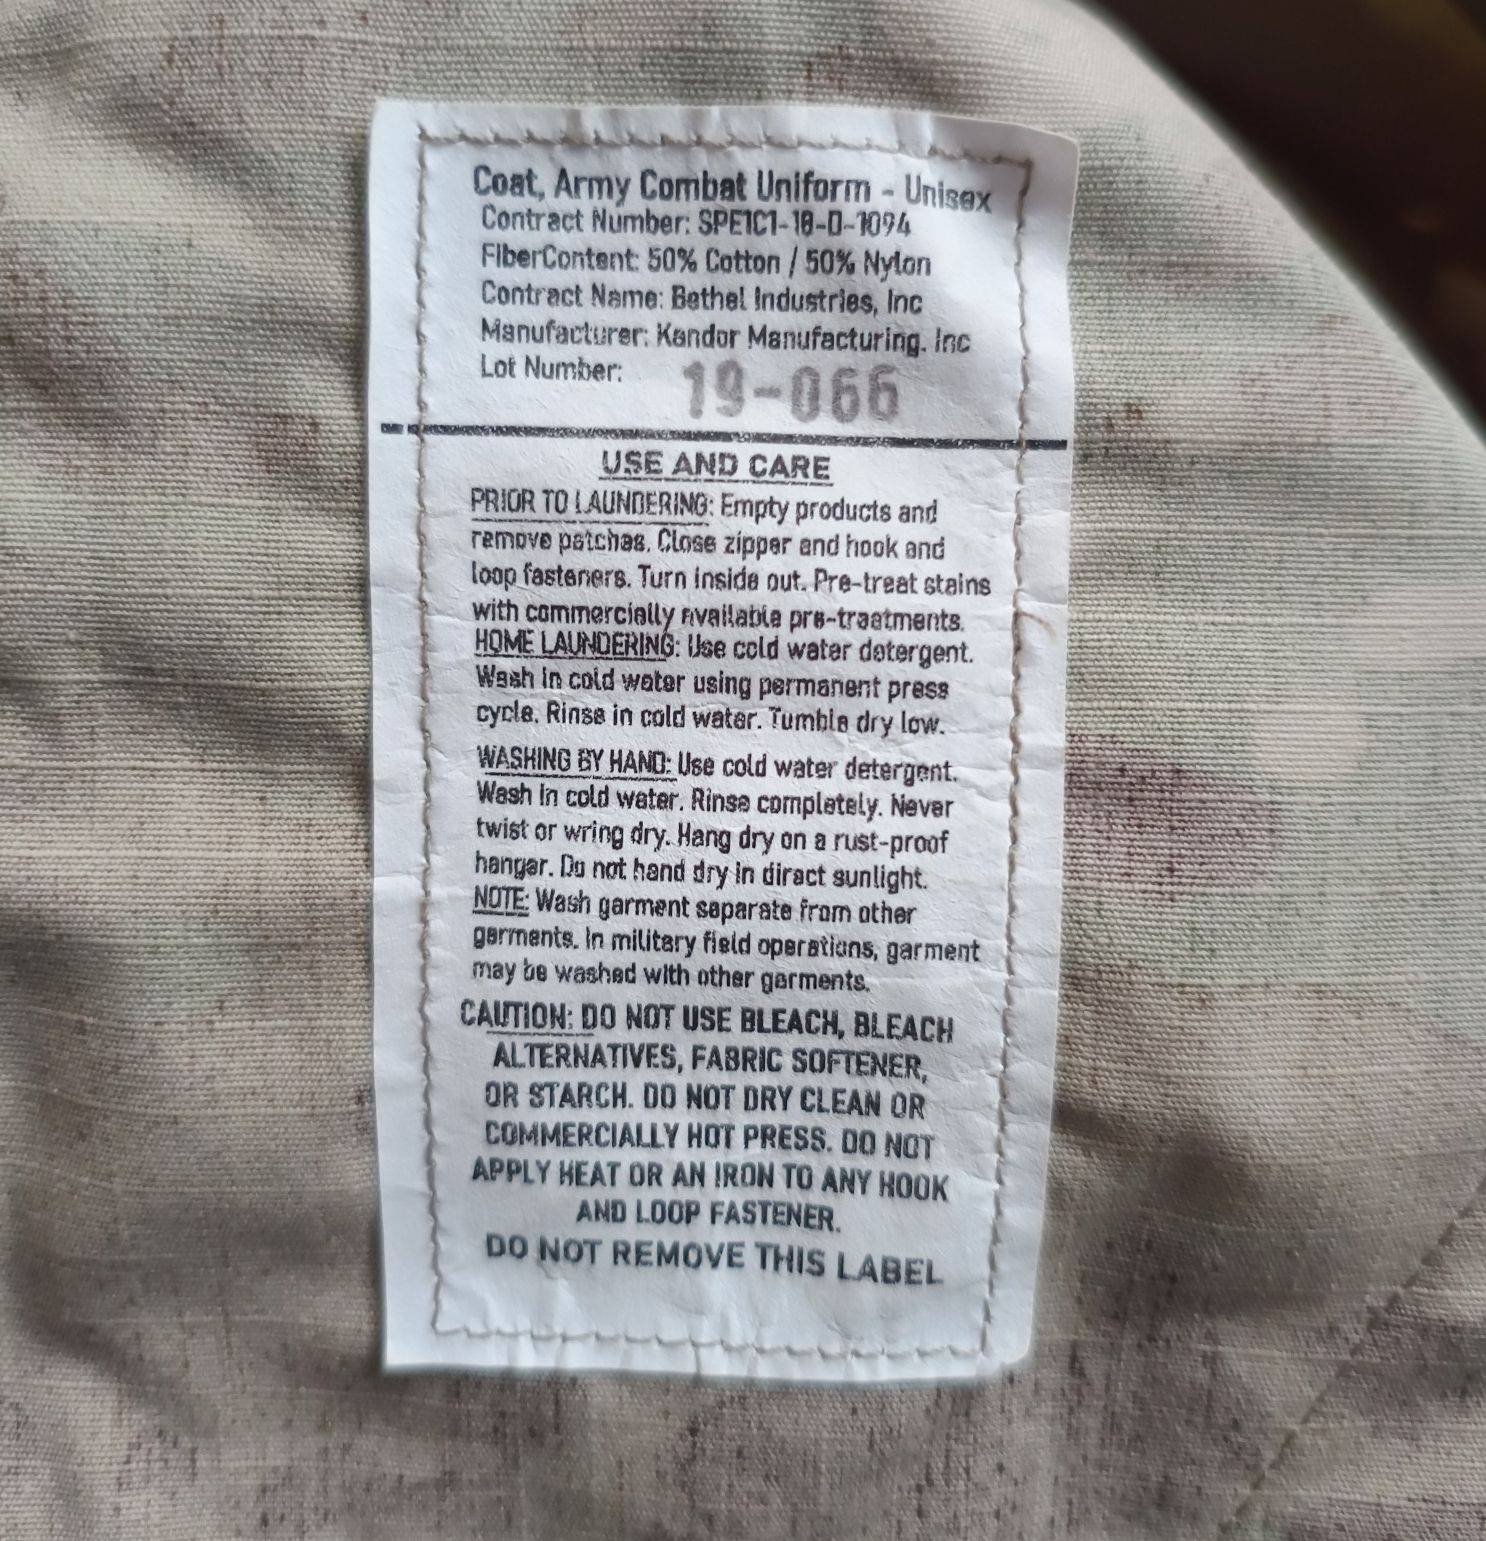 Coat, Army Combat Uniform - Unisex
Contract Number: SPE1C1-18-D-1094
FiberContent: 50% Cotton / 50% Nylon
Contract Name: Bethel Industries, Inc
Manufacturer: Kandor Manufacturing. Inc
Lot Number: 19-066
USE AND CARE
PRIOR TO LAUNDERING: Empty products and
remove patches. Close zipper and hook and
loop fasteners. Turn inside out. Pre-treat stains
with commercially available pre-treatments.
HOME LAUNDERING: Use cold water detergent.
Wash in cold water using permanent press
cycle. Rinse in cold water. Tumble dry low.
WASHING BY HAND: Use cold water detergent.
Wash in cold water. Rinse completely. Never
twist or wring dry. Hang dry on a rust-proof
hanger. Do not hand dry in direct sunlight.
NOTE: Wash garment separate from other
garments. In military field operations, garment
may be washed with other garments.
CAUTION: DO NOT USE BLEACH, BLEACH
ALTERNATIVES, FABRIC SOFTENER,
OR STARCH. DO NOT DRY CLEAN OR
COMMERCIALLY HOT PRESS. DO NOT
APPLY HEAT OR AN IRON TO ANY HOOK
AND LOOP FASTENER.
DO NOT REMOVE THIS LABEL